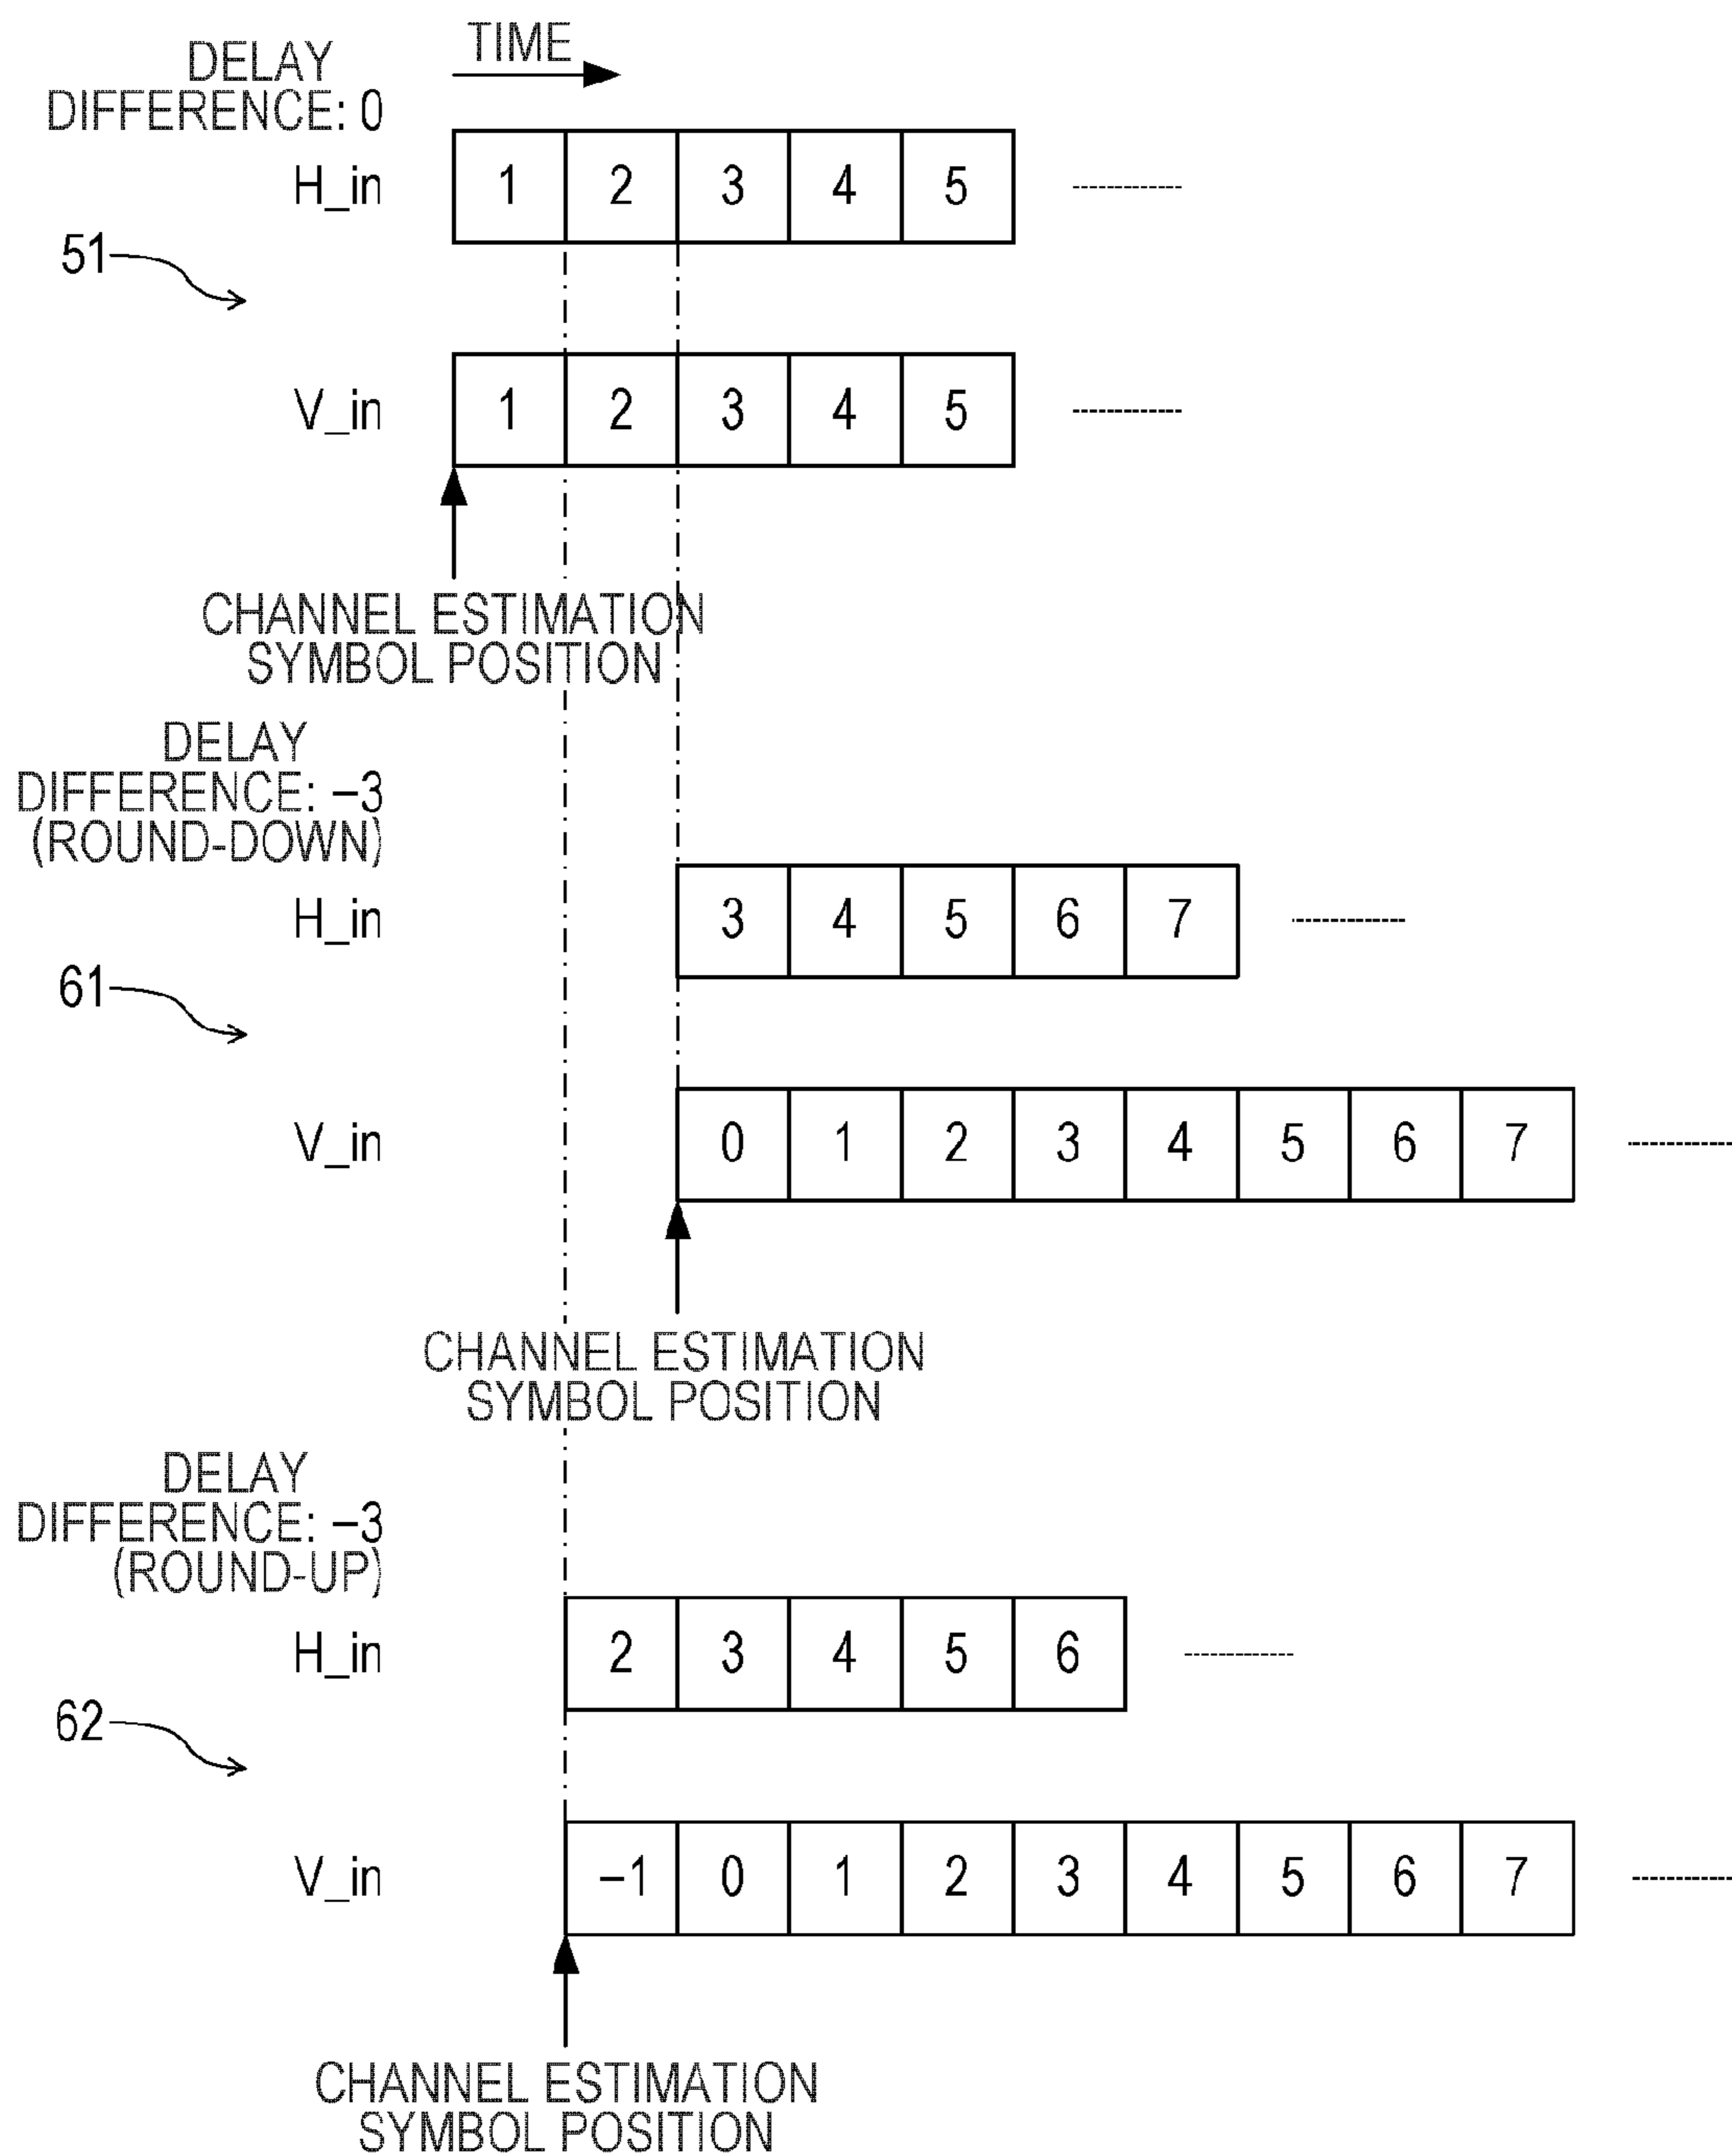 TIME
DELAY
DIFFERENCE: 0
H_in 1 2 3 4 5
51
V_in 1 2 3 4 5
CHANNEL ESTIMATION
SYMBOL POSITION
DELAY
DIFFERENCE: –3
(ROUND-DOWN)
H_in 3 4 5 6 7
61
V_in 0 1 2 3 4 5 6 7
CHANNEL ESTIMATION
SYMBOL POSITION
DELAY
DIFFERENCE: –3
(ROUND-UP)
H_in 2 3 4 5 6
62
V_in –1 0 1 2 3 4 5 6 7
CHANNEL ESTIMATION
SYMBOL POSITION